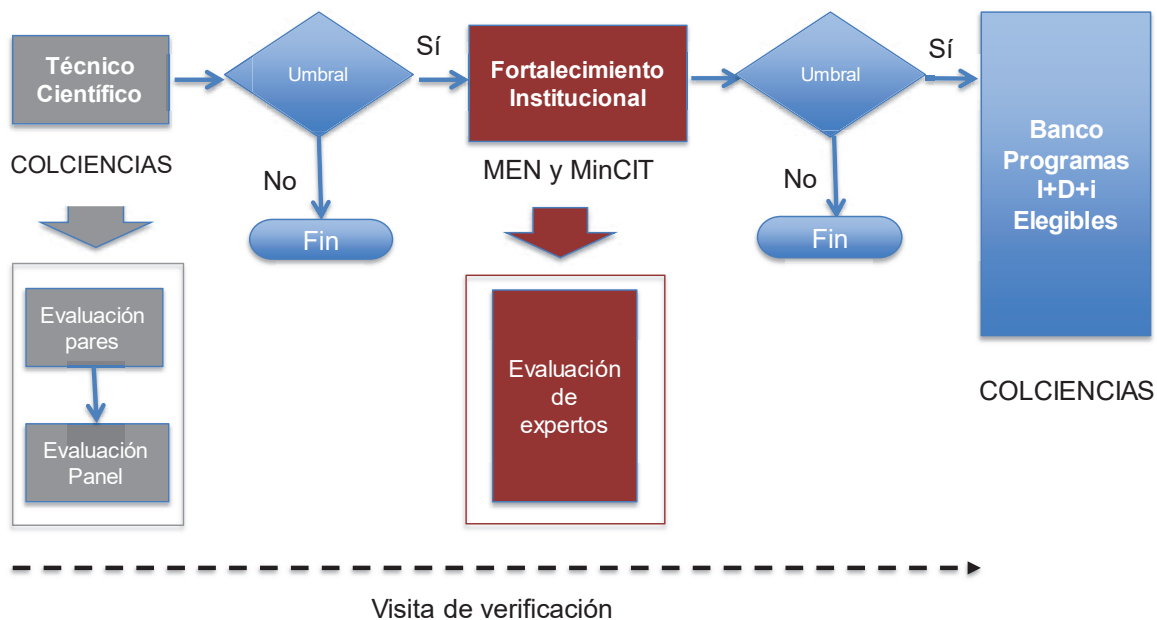 Técnico
Científico
COLCIENCIAS
Umbral
Sí
No
Fin
Fortalecimiento
Institucional
MEN y MinCIT
Umbral
Sí
No
Fin
Banco
Programas
I+D+i
Elegibles
COLCIENCIAS
Evaluación
pares
Evaluación
Panel
Evaluación
de
expertos
Visita de verificación